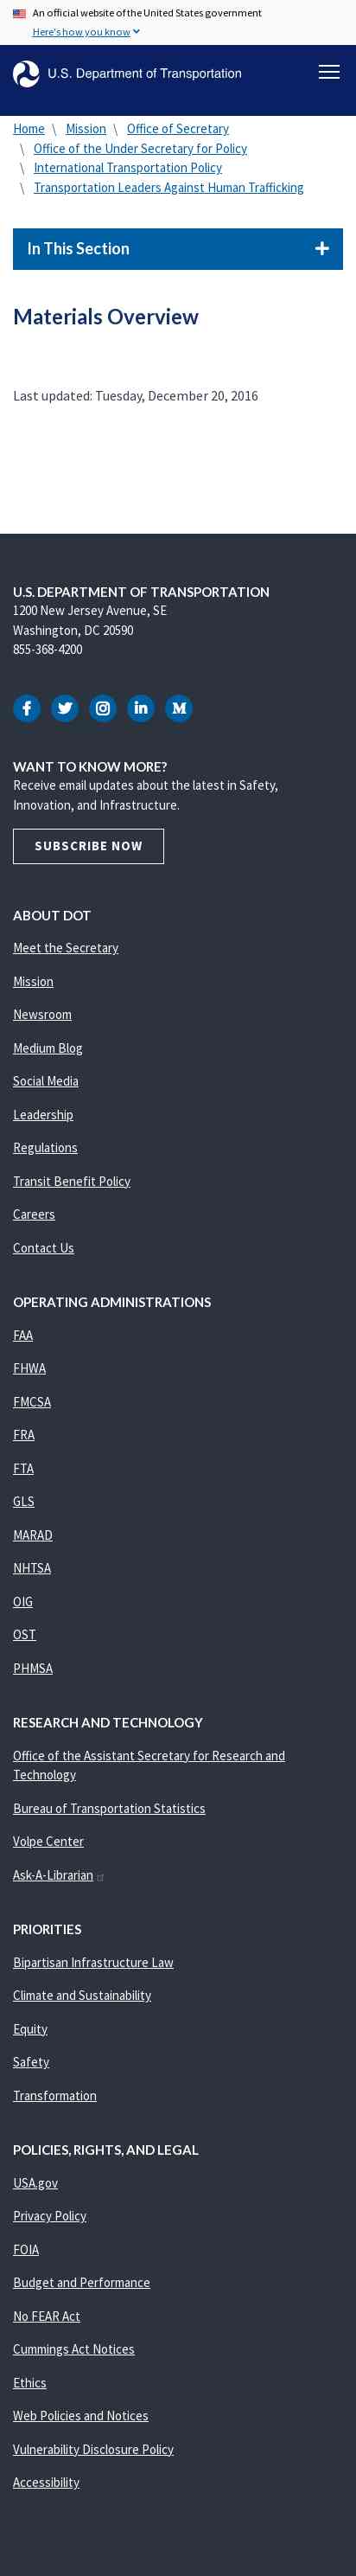 An official website of the United States government
Here's how you know
U.S. Department of Transportation
Home \ Mission \ Office of Secretary
\ Office of the Under Secretary for Policy
\ International Transportation Policy
\ Transportation Leaders Against Human Trafficking
In This Section
Materials Overview
Last updated: Tuesday, December 20, 2016
U.S. DEPARTMENT OF TRANSPORTATION
1200 New Jersey Avenue, SE
Washington, DC 20590
855-368-4200
WANT TO KNOW MORE?
Receive email updates about the latest in Safety,
Innovation, and Infrastructure.
SUBSCRIBE NOW
ABOUT DOT
Meet the Secretary
Mission
Newsroom
Medium Blog
Social Media
Leadership
Regulations
Transit Benefit Policy
Careers
Contact Us
OPERATING ADMINISTRATIONS
FAA
FHWA
FMCSA
FRA
FTA
GLS
MARAD
NHTSA
OIG
OST
PHMSA
RESEARCH AND TECHNOLOGY
Office of the Assistant Secretary for Research and
Technology
Bureau of Transportation Statistics
Volpe Center
Ask-A-Librarian
PRIORITIES
Bipartisan Infrastructure Law
Climate and Sustainability
Equity
Safety
Transformation
POLICIES, RIGHTS, AND LEGAL
USA.gov
Privacy Policy
FOIA
Budget and Performance
No FEAR Act
Cummings Act Notices
Ethics
Web Policies and Notices
Vulnerability Disclosure Policy
Accessibility